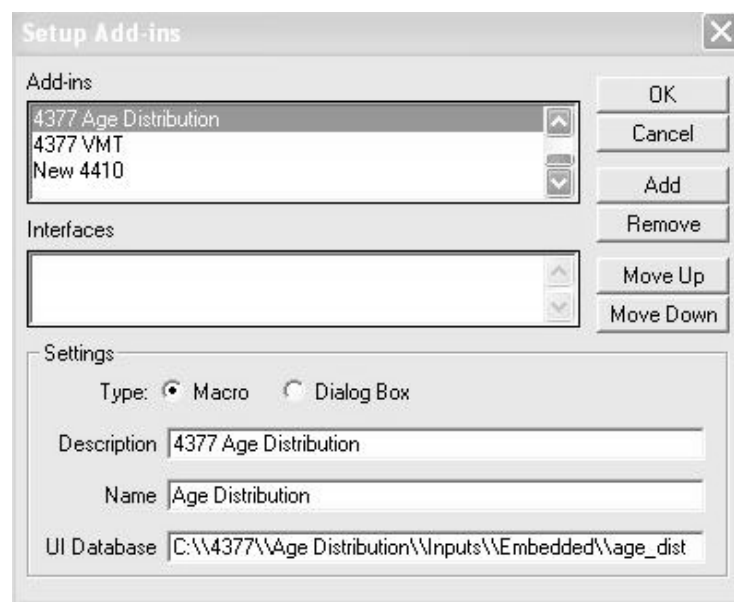 Setup Add-ins
Add-ins
4377 Age Distribution
4377 VMT
New 4410
OK
Cancel
Add
Remove
Interfaces
Move Up
Move Down
Settings
Type: Macro Dialog Box
Description 4377 Age Distribution
Name Age Distribution
UI Database C:\\4377\\Age Distribution\\Inputs\\Embedded\\age_dist